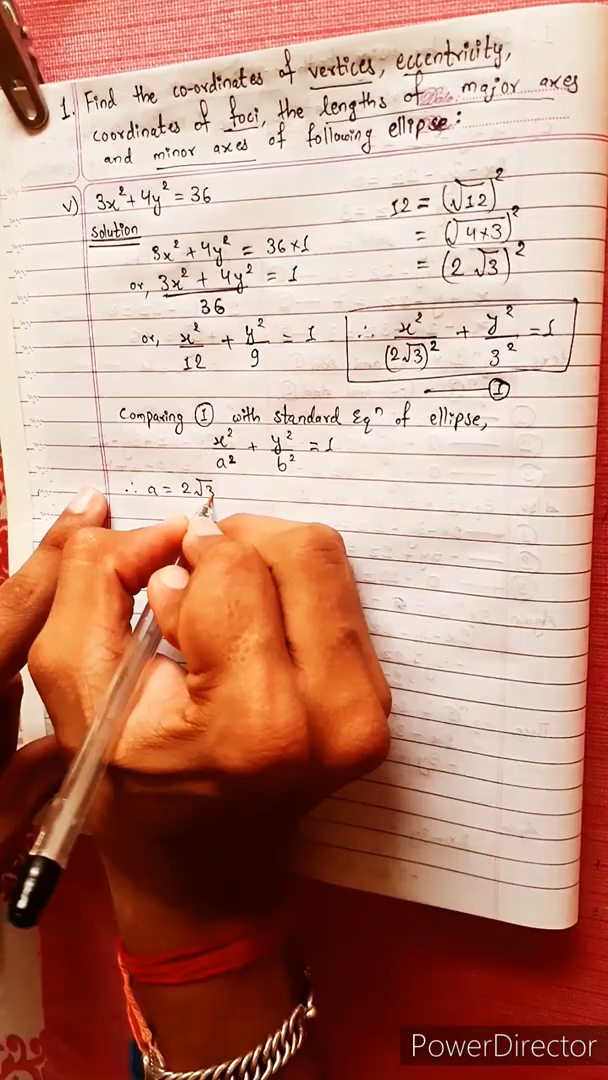 1. Find the co-ordinates of vertices, eccentricity,
coordinates of foci, the lengths of major axes
and minor axes of following ellipse:
v) 3x² + 4y² = 36
solution
3x² + 4y² = 36 × 1
or, 3x² + 4y² / 36 = 1
or, x²/12 + y²/9 = 1
12 = (√12)²
= (√4×3)²
= (2√3)²
∴ x²/(2√3)² + y²/3² = 1
①
Comparing ① with standard Eqⁿ of ellipse,
x²/a² + y²/b² = 1
∴ a = 2√3
PowerDirector